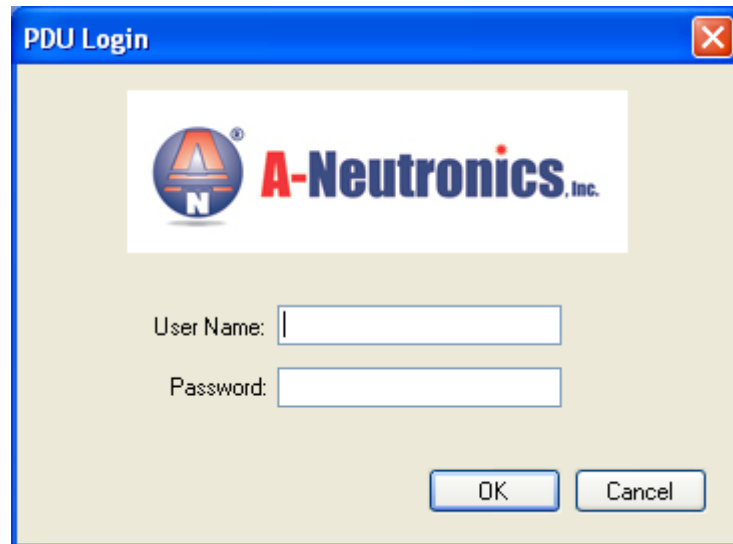 PDU Login
A
N
®
A-Neutronics, Inc.
User Name:
Password:
OK
Cancel